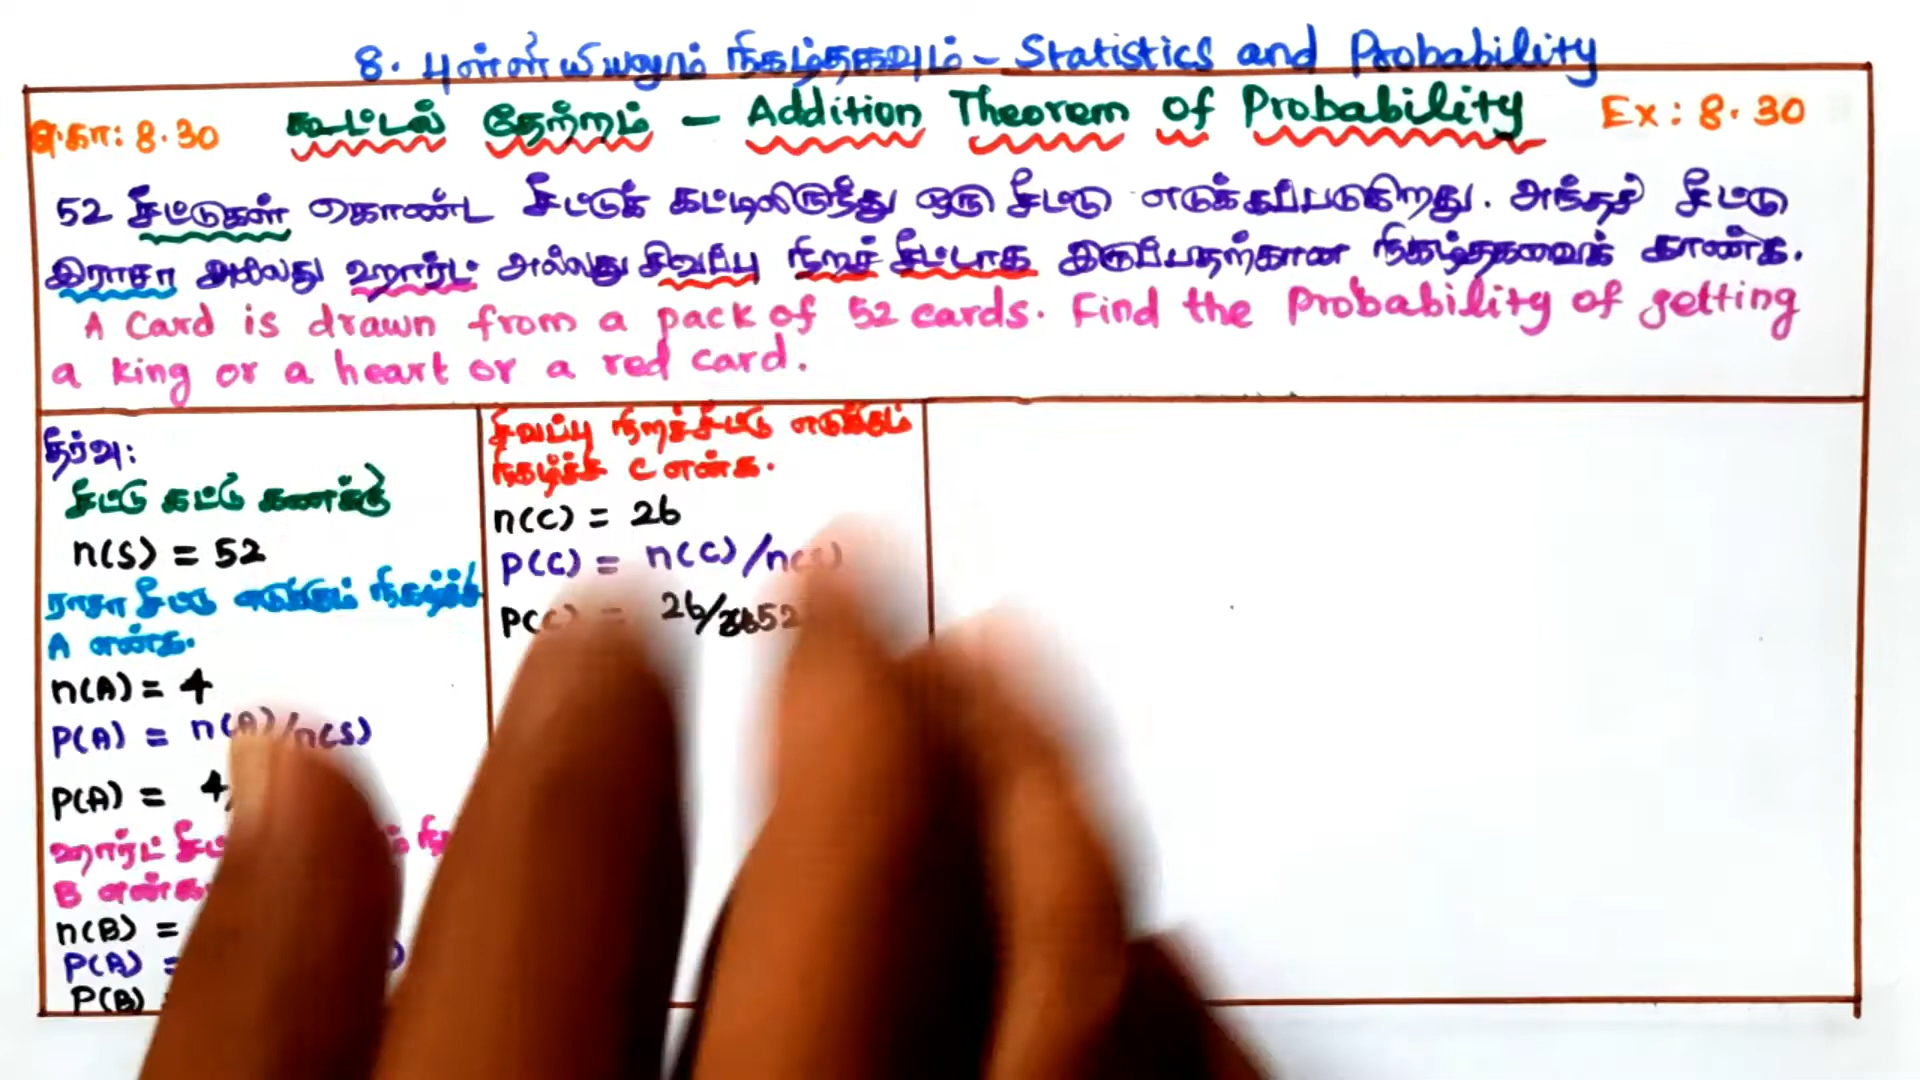 8. புள்ளியியலும் நிகழ்தகவும் - Statistics and Probability
எ.கா: 8.30 கூட்டல் தேற்றம் - Addition Theorem of Probability Ex: 8.30
52 சீட்டுகள் கொண்ட சீட்டுக் கட்டிலிருந்து ஒரு சீட்டு எடுக்கப்படுகிறது. அந்தச் சீட்டு
இராசா அல்லது ஹார்ட் அல்லது சிவப்பு நிறச் சீட்டாக இருப்பதற்கான நிகழ்தகவைக் காண்க.
A Card is drawn from a pack of 52 cards. Find the Probability of getting
a king or a heart or a red card.
தீர்வு:
சீட்டு கட்டு கணக்கு
n(S) = 52
ராசா சீட்டு எடுக்கும் நிகழ்ச்சி
A என்க.
n(A) = 4
P(A) = n(A)/n(S)
P(A) = 4
ஹார்ட்
B என்க
n(B) =
P(A) =
P(B)
சிவப்பு நிறச்சீட்டு எடுக்கும்
நிகழ்ச்சி C என்க.
n(C) = 26
P(C) = n(C)/n(S)
P(C) = 26/52